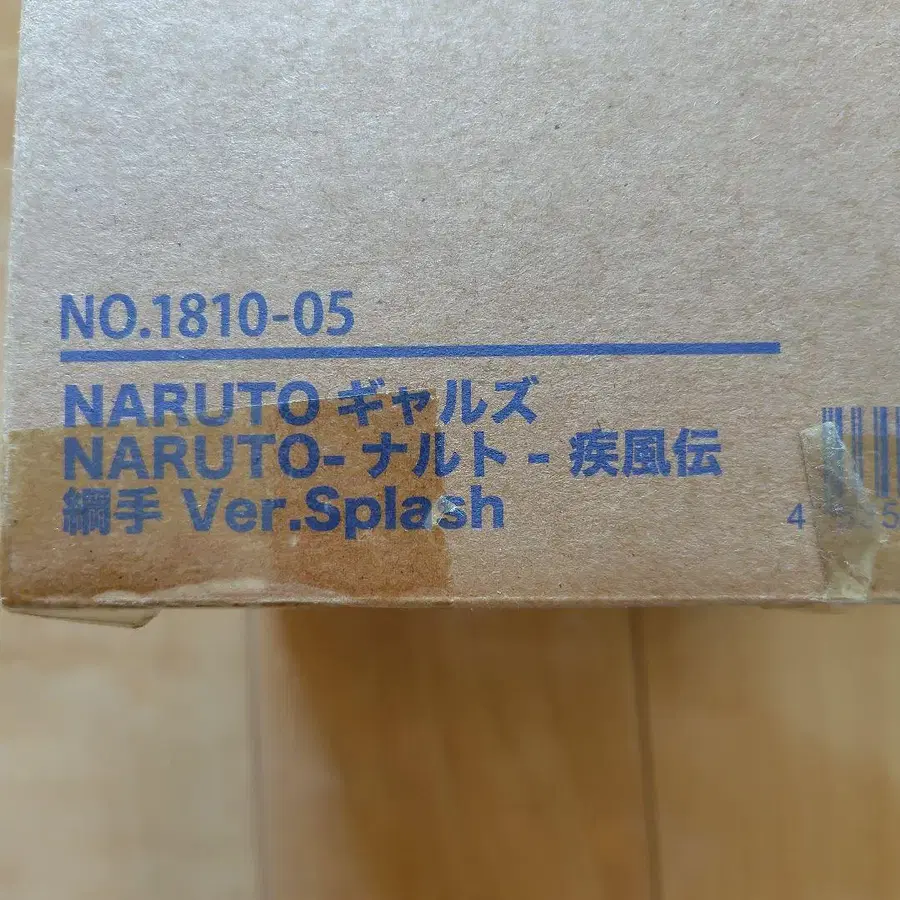 NO.1810-05
NARUTO ギャルズ
NARUTO- ナルト - 疾風伝
綱手 Ver.Splash
4